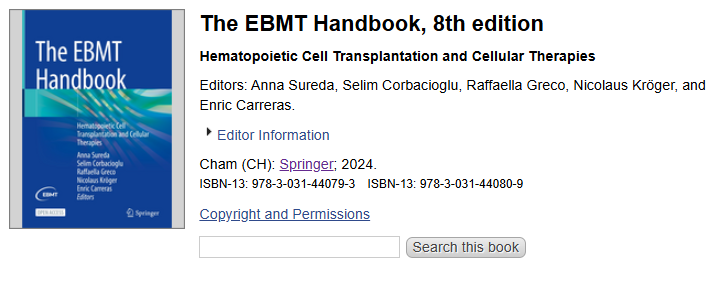 The EBMT
Handbook
Hematopoietic Cell
Transplantation and Cellular
Therapies
Anna Sureda
Selim Corbacioglu
Raffaella Greco
Nicolaus Kröger
Enric Carreras
Editors
EBMT
OPEN ACCESS
Springer
The EBMT Handbook, 8th edition
Hematopoietic Cell Transplantation and Cellular Therapies
Editors: Anna Sureda, Selim Corbacioglu, Raffaella Greco, Nicolaus Kröger, and
Enric Carreras.
Editor Information
Cham (CH): Springer; 2024.
ISBN-13: 978-3-031-44079-3 ISBN-13: 978-3-031-44080-9
Copyright and Permissions
Search this book